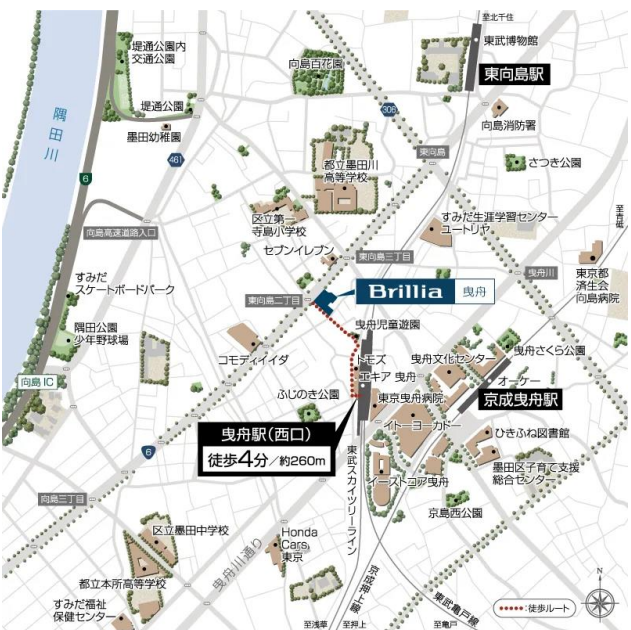 至北千住
東武博物館
東向島駅
堤通公園内
交通公園
向島百花園
堤通公園
306
向島消防署
墨田幼稚園
隅田川
461
東向島
都立墨田川
高等学校
さつき公園
6
区立第一
寺島小学校
すみだ生涯学習センター
ユートリヤ
至青砥
向島高速道路入口
セブンイレブン
東向島三丁目
曳舟川
東京都
済生会
向島病院
すみだ
スケートボードパーク
東向島二丁目
Brillia 曳舟
曳舟児童遊園
隅田公園
少年野球場
コモディイイダ
トモズ
曳舟文化センター
曳舟さくら公園
エキア 曳舟
オーケー
向島IC
ふじのき公園
東京曳舟病院
京成曳舟駅
曳舟駅(西口)
徒歩4分/約260m
イトーヨーカドー
ひきふね図書館
6
東武スカイツリーライン
イーストコア曳舟
墨田区子育て支援
総合センター
向島三丁目
京島西公園
区立墨田中学校
曳舟川通り
Honda
Cars
東京
都立本所高等学校
京成押上線
東武亀戸線
すみだ福祉
保健センター
至浅草
至押上
至亀戸
:徒歩ルート
N